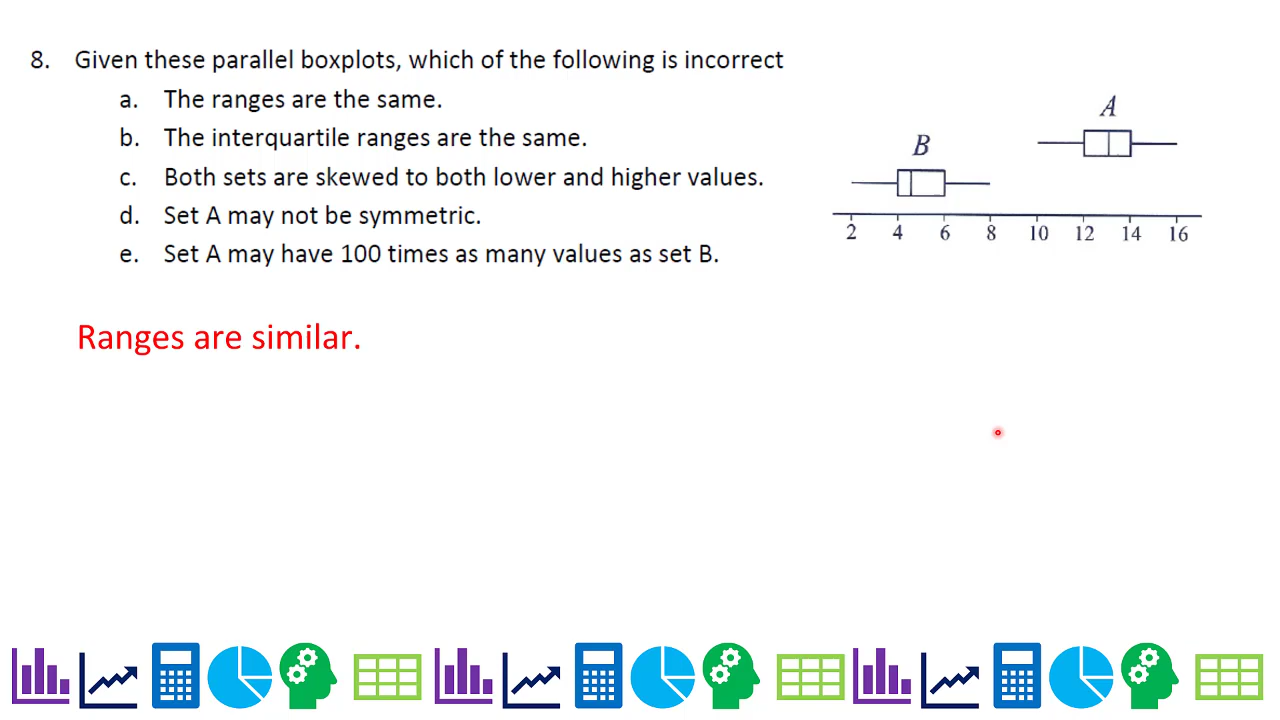 8. Given these parallel boxplots, which of the following is incorrect
a. The ranges are the same.
b. The interquartile ranges are the same.
c. Both sets are skewed to both lower and higher values.
d. Set A may not be symmetric.
e. Set A may have 100 times as many values as set B.
A
B
2 4 6 8 10 12 14 16
Ranges are similar.